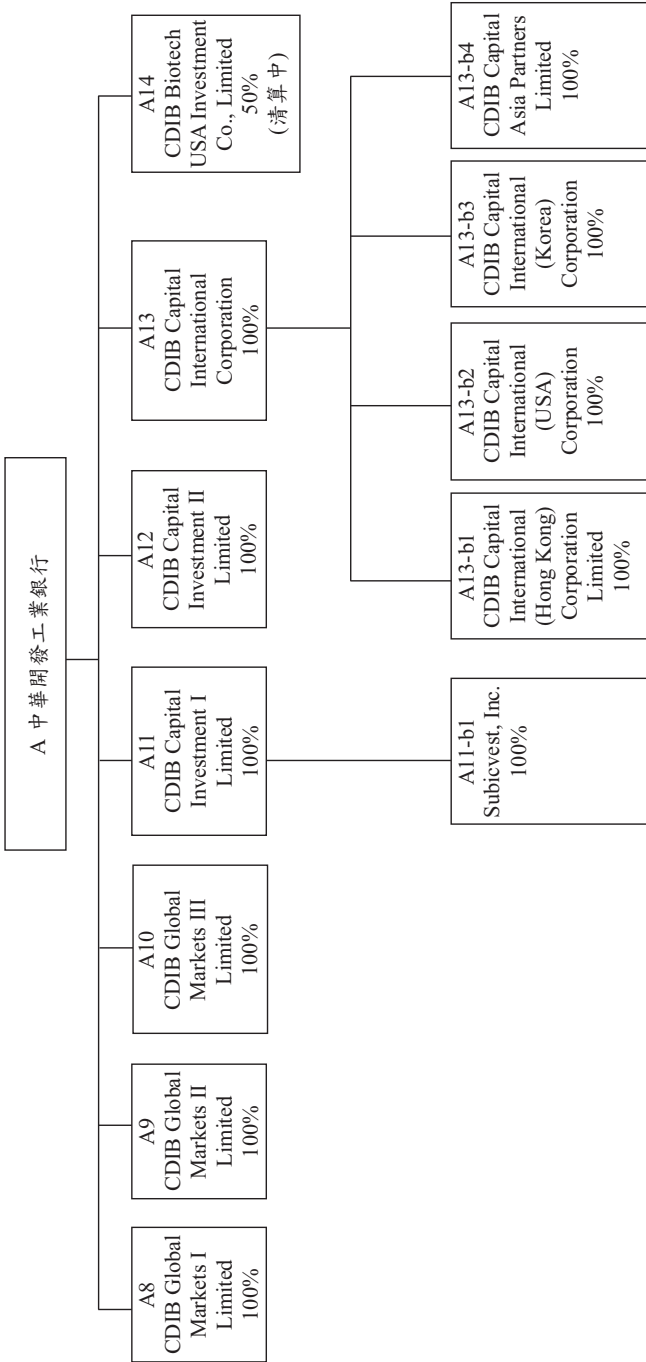 A 中華開發工業銀行
A8
CDIB Global
Markets I
Limited
100%
A9
CDIB Global
Markets II
Limited
100%
A10
CDIB Global
Markets III
Limited
100%
A11
CDIB Capital
Investment I
Limited
100%
A12
CDIB Capital
Investment II
Limited
100%
A13
CDIB Capital
International
Corporation
100%
A14
CDIB Biotech
USA Investment
Co., Limited
50%
(清算中)
A11-b1
Subicvest, Inc.
100%
A13-b1
CDIB Capital
International
(Hong Kong)
Corporation
Limited
100%
A13-b2
CDIB Capital
International
(USA)
Corporation
100%
A13-b3
CDIB Capital
International
(Korea)
Corporation
100%
A13-b4
CDIB Capital
Asia Partners
Limited
100%